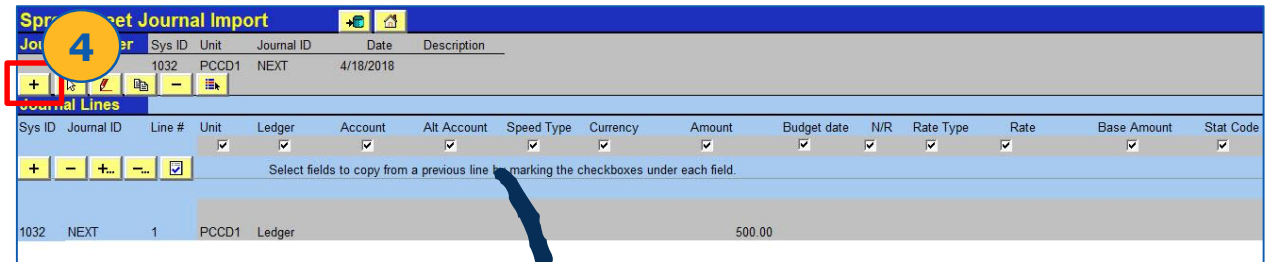 Journal Import
4
Sys ID Unit Journal ID Date Description
1032 PCCD1 NEXT 4/18/2018
+ −
Journal Lines
Sys ID Journal ID Line # Unit Ledger Account Alt Account Speed Type Currency Amount Budget date N/R Rate Type Rate Base Amount Stat Code
+ − +... −...
Select fields to copy from a previous line by marking the checkboxes under each field.
1032 NEXT 1 PCCD1 Ledger 500.00